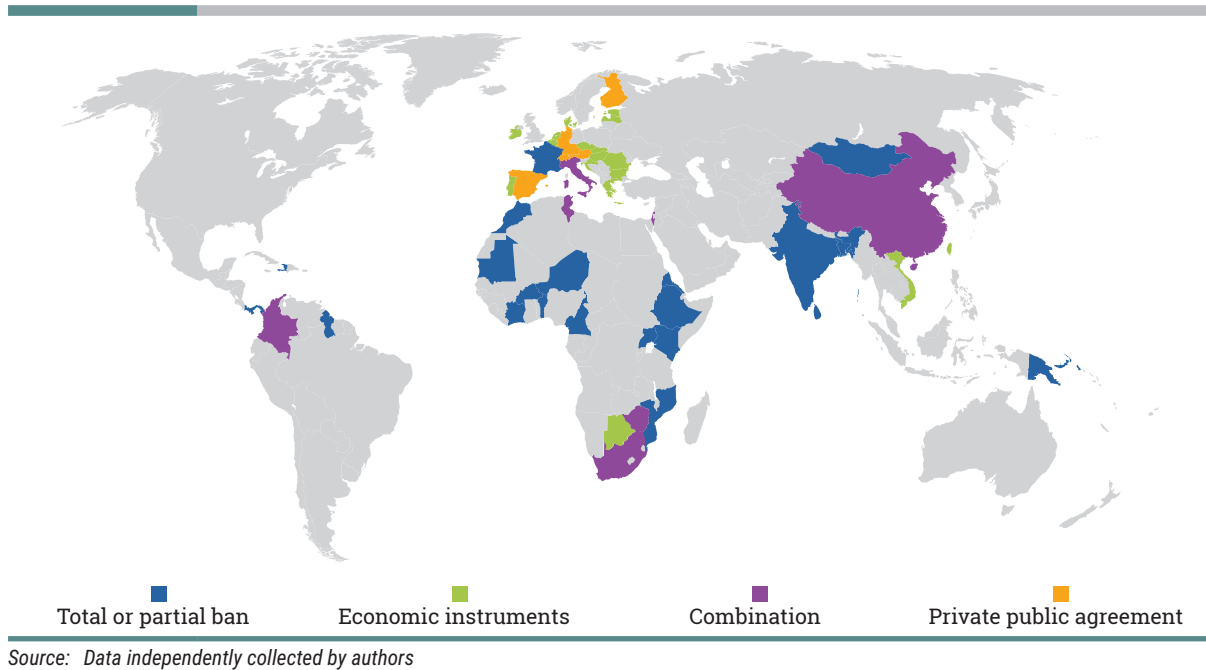 Total or partial ban
Economic instruments
Combination
Private public agreement
Source: Data independently collected by authors